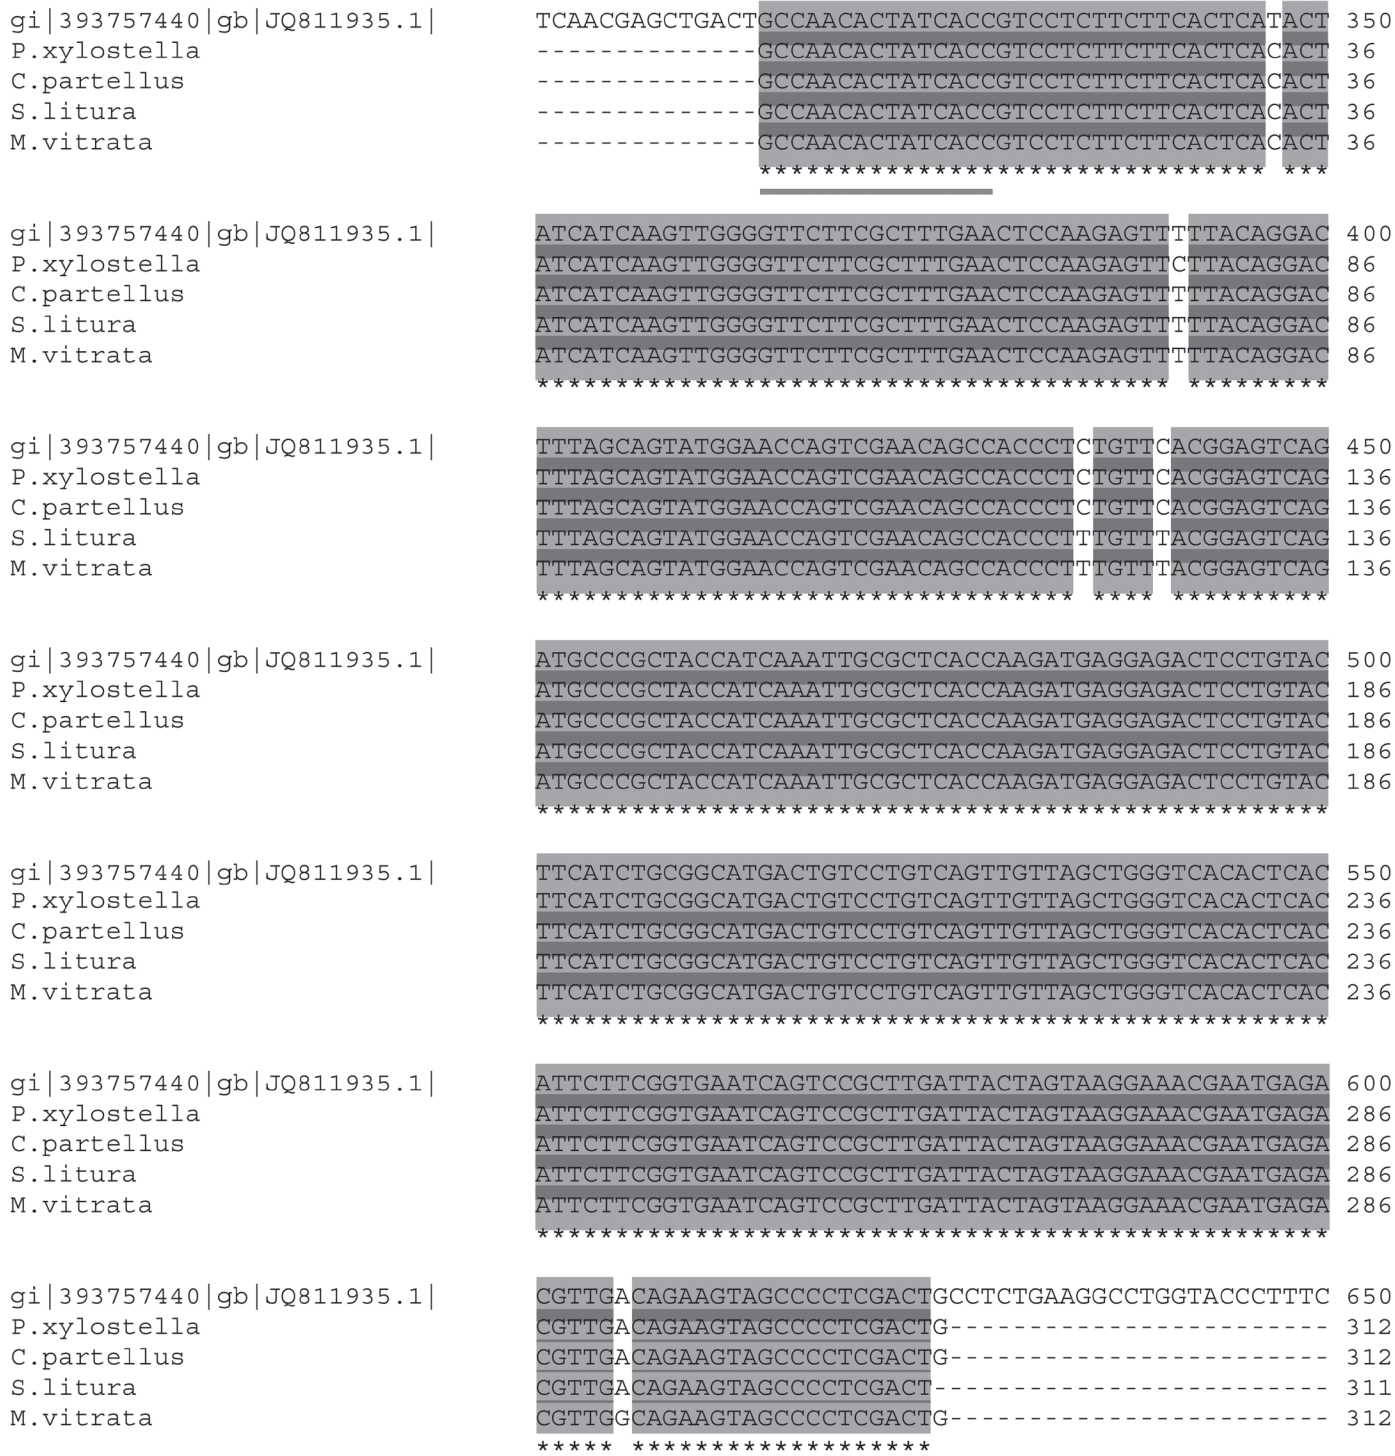 gi|393757440|gb|JQ811935.1| TCAACGAGCTGACTGCCAACACTATCACCGTCCTCTTCTTCACTCATACT 350
P.xylostella --------------GCCAACACTATCACCGTCCTCTTCTTCACTCACACT 36
C.partellus --------------GCCAACACTATCACCGTCCTCTTCTTCACTCACACT 36
S.litura --------------GCCAACACTATCACCGTCCTCTTCTTCACTCACACT 36
M.vitrata --------------GCCAACACTATCACCGTCCTCTTCTTCACTCACACT 36
******************************** ***
gi|393757440|gb|JQ811935.1| ATCATCAAGTTGGGGTTCTTCGCTTTGAACTCCAAGAGTTTTTACAGGAC 400
P.xylostella ATCATCAAGTTGGGGTTCTTCGCTTTGAACTCCAAGAGTTCTTACAGGAC 86
C.partellus ATCATCAAGTTGGGGTTCTTCGCTTTGAACTCCAAGAGTTTTTACAGGAC 86
S.litura ATCATCAAGTTGGGGTTCTTCGCTTTGAACTCCAAGAGTTTTTACAGGAC 86
M.vitrata ATCATCAAGTTGGGGTTCTTCGCTTTGAACTCCAAGAGTTTTTACAGGAC 86
**************************************** *********
gi|393757440|gb|JQ811935.1| TTTAGCAGTATGGAACCAGTCGAACAGCCACCCTCTGTTCACGGAGTCAG 450
P.xylostella TTTAGCAGTATGGAACCAGTCGAACAGCCACCCTCTGTTCACGGAGTCAG 136
C.partellus TTTAGCAGTATGGAACCAGTCGAACAGCCACCCTCTGTTCACGGAGTCAG 136
S.litura TTTAGCAGTATGGAACCAGTCGAACAGCCACCCTTTGTTTACGGAGTCAG 136
M.vitrata TTTAGCAGTATGGAACCAGTCGAACAGCCACCCTTTGTTTACGGAGTCAG 136
********************************** **** **********
gi|393757440|gb|JQ811935.1| ATGCCCGCTACCATCAAATTGCGCTCACCAAGATGAGGAGACTCCTGTAC 500
P.xylostella ATGCCCGCTACCATCAAATTGCGCTCACCAAGATGAGGAGACTCCTGTAC 186
C.partellus ATGCCCGCTACCATCAAATTGCGCTCACCAAGATGAGGAGACTCCTGTAC 186
S.litura ATGCCCGCTACCATCAAATTGCGCTCACCAAGATGAGGAGACTCCTGTAC 186
M.vitrata ATGCCCGCTACCATCAAATTGCGCTCACCAAGATGAGGAGACTCCTGTAC 186
**************************************************
gi|393757440|gb|JQ811935.1| TTCATCTGCGGCATGACTGTCCTGTCAGTTGTTAGCTGGGTCACACTCAC 550
P.xylostella TTCATCTGCGGCATGACTGTCCTGTCAGTTGTTAGCTGGGTCACACTCAC 236
C.partellus TTCATCTGCGGCATGACTGTCCTGTCAGTTGTTAGCTGGGTCACACTCAC 236
S.litura TTCATCTGCGGCATGACTGTCCTGTCAGTTGTTAGCTGGGTCACACTCAC 236
M.vitrata TTCATCTGCGGCATGACTGTCCTGTCAGTTGTTAGCTGGGTCACACTCAC 236
**************************************************
gi|393757440|gb|JQ811935.1| ATTCTTCGGTGAATCAGTCCGCTTGATTACTAGTAAGGAAACGAATGAGA 600
P.xylostella ATTCTTCGGTGAATCAGTCCGCTTGATTACTAGTAAGGAAACGAATGAGA 286
C.partellus ATTCTTCGGTGAATCAGTCCGCTTGATTACTAGTAAGGAAACGAATGAGA 286
S.litura ATTCTTCGGTGAATCAGTCCGCTTGATTACTAGTAAGGAAACGAATGAGA 286
M.vitrata ATTCTTCGGTGAATCAGTCCGCTTGATTACTAGTAAGGAAACGAATGAGA 286
**************************************************
gi|393757440|gb|JQ811935.1| CGTTGACAGAAGTAGCCCCTCGACTGCCTCTGAAGGCCTGGTACCCTTTC 650
P.xylostella CGTTGACAGAAGTAGCCCCTCGACTG------------------------ 312
C.partellus CGTTGACAGAAGTAGCCCCTCGACTG------------------------ 312
S.litura CGTTGACAGAAGTAGCCCCTCGACT------------------------- 311
M.vitrata CGTTGGCAGAAGTAGCCCCTCGACTG------------------------ 312
***** *******************